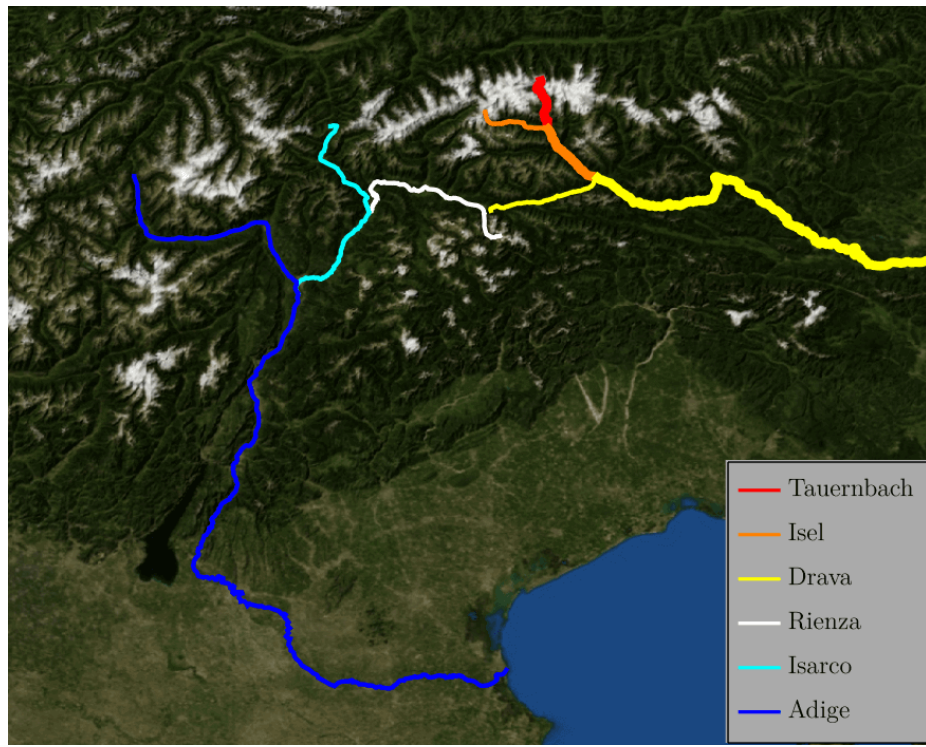 Tauernbach
Isel
Drava
Rienza
Isarco
Adige